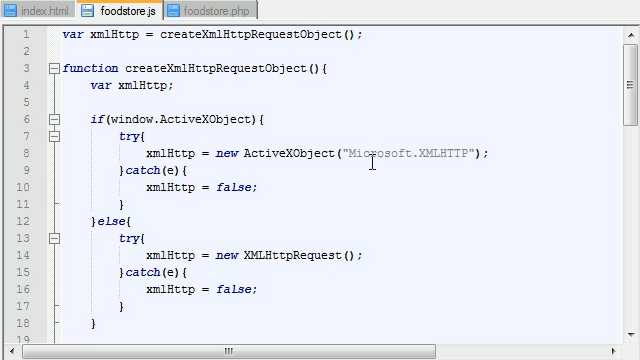 index.html foodstore.js foodstore.php
1 var xmlHttp = createXmlHttpRequestObject();
2
3 function createXmlHttpRequestObject(){
4 var xmlHttp;
5
6 if(window.ActiveXObject){
7 try{
8 xmlHttp = new ActiveXObject("Microsoft.XMLHTTP");
9 }catch(e){
10 xmlHttp = false;
11 }
12 }else{
13 try{
14 xmlHttp = new XMLHttpRequest();
15 }catch(e){
16 xmlHttp = false;
17 }
18 }
19